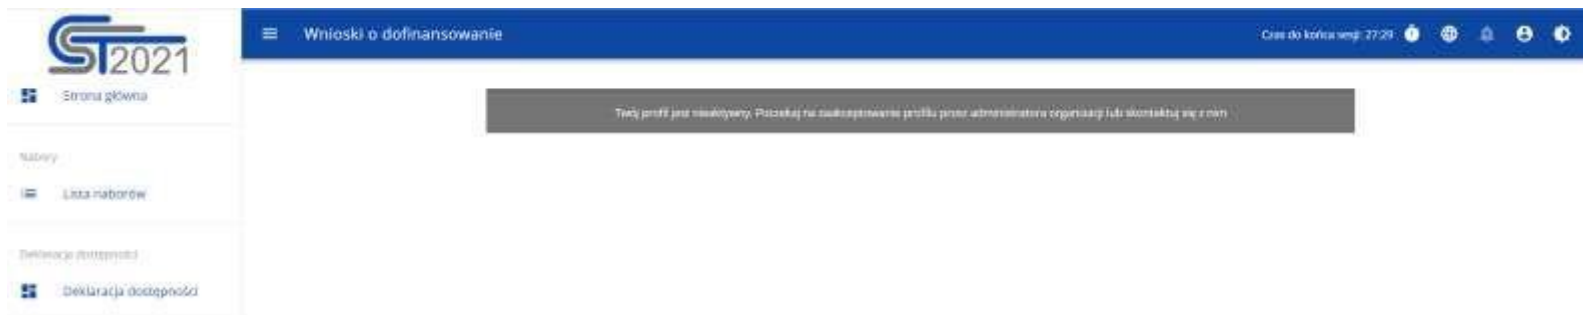 CST2021
Wnioski o dofinansowanie
Czas do końca sesji: 27:29
Strona główna
Twój profil jest nieaktywny. Poczekaj na zaakceptowanie profilu przez administratora organizacji lub skontaktuj się z nim
Nabory
Lista naborów
Deklaracja dostępności
Deklaracja dostępności